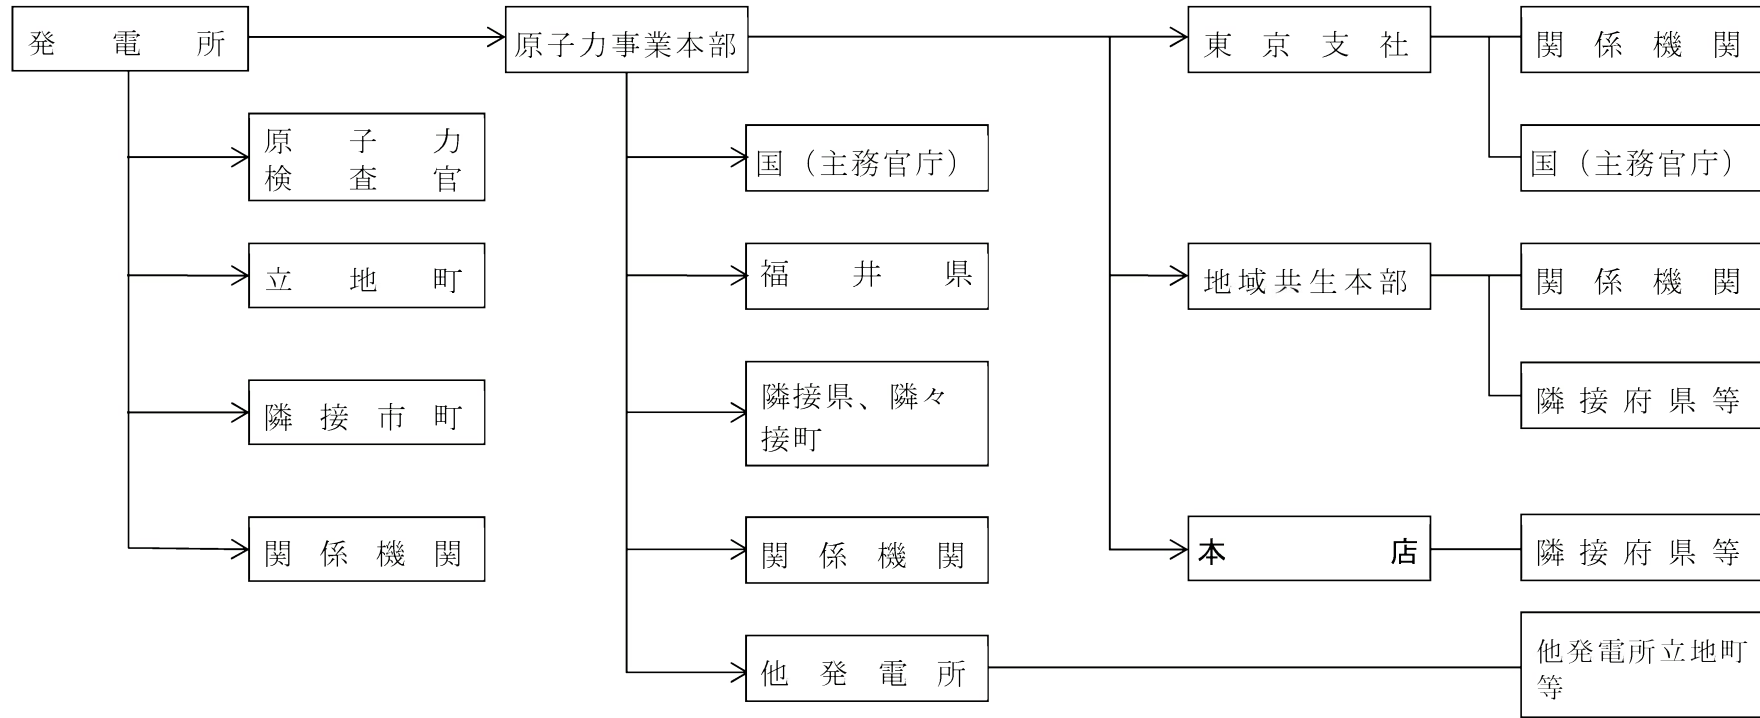 発電所
原子力事業本部
東京支社
関係機関
原子力
検査官
国（主務官庁）
国（主務官庁）
立地町
福井県
地域共生本部
関係機関
隣接市町
隣接県、隣々
接町
隣接府県等
関係機関
関係機関
本店
隣接府県等
他発電所
他発電所立地町
等